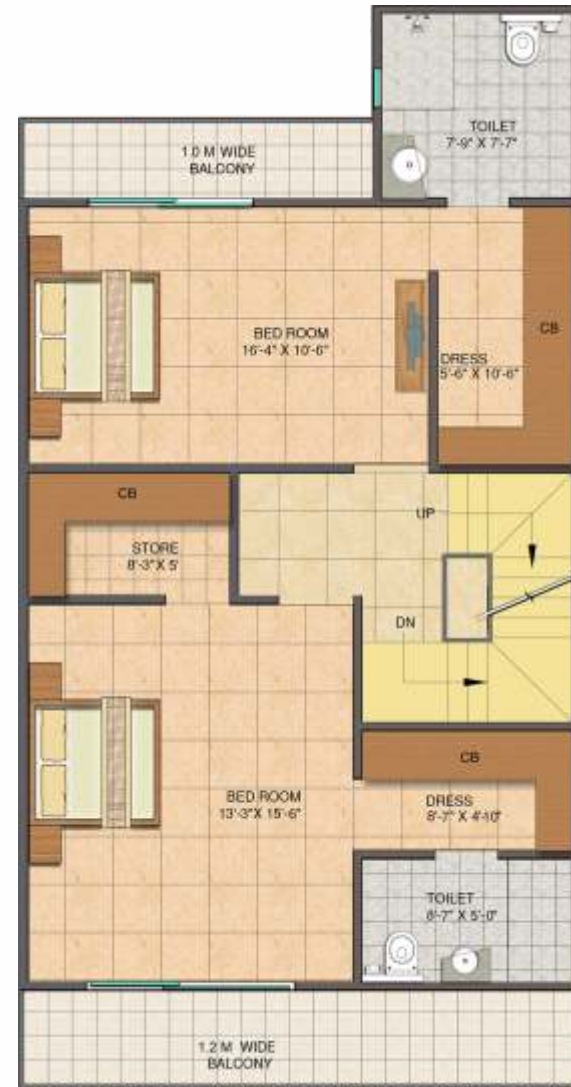 TOILET
7'-9" X 7'-7"
1.0 M WIDE
BALCONY
BED ROOM
16'-4" X 10'-6"
CB
DRESS
5'-6" X 10'-6"
CB
UP
STORE
8'-3" X 5'
DN
CB
BED ROOM
13'-3" X 15'-6"
DRESS
8'-7" X 4'-10"
TOILET
8'-7" X 5'-0"
1.2 M WIDE
BALCONY